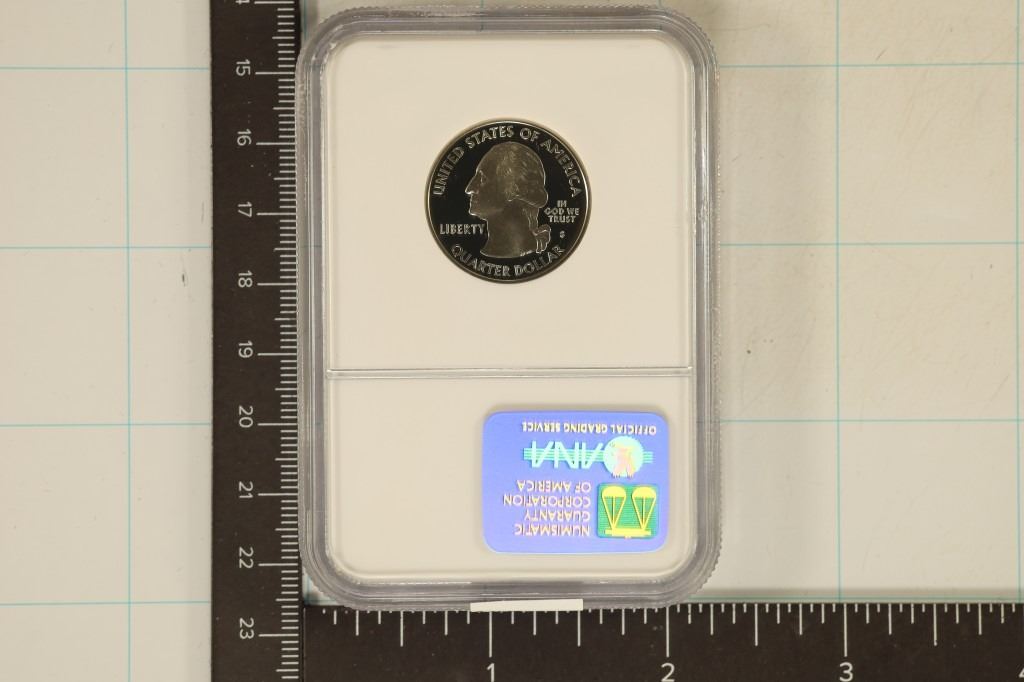 UNITED STATES OF AMERICA
LIBERTY
IN
GOD WE
TRUST
S
QUARTER DOLLAR
NUMISMATIC
GUARANTY
CORPORATION
OF AMERICA
ANA
OFFICIAL GRADING SERVICE
15
16
17
18
19
20
21
22
23
1
2
3